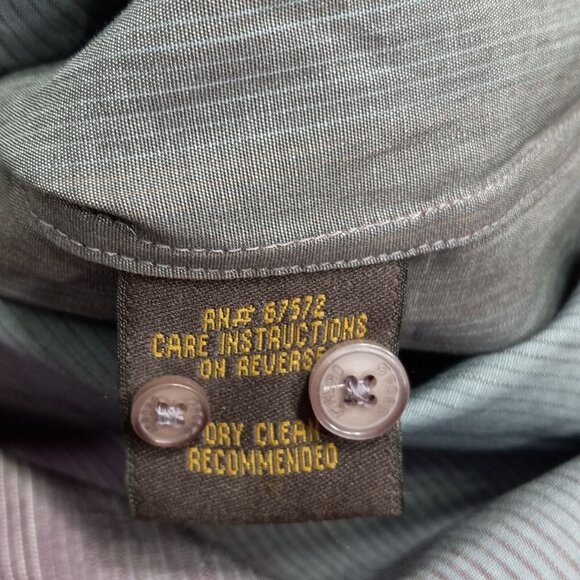 RN# 67572
CARE INSTRUCTIONS
ON REVERSE
DRY CLEAN
RECOMMENDED